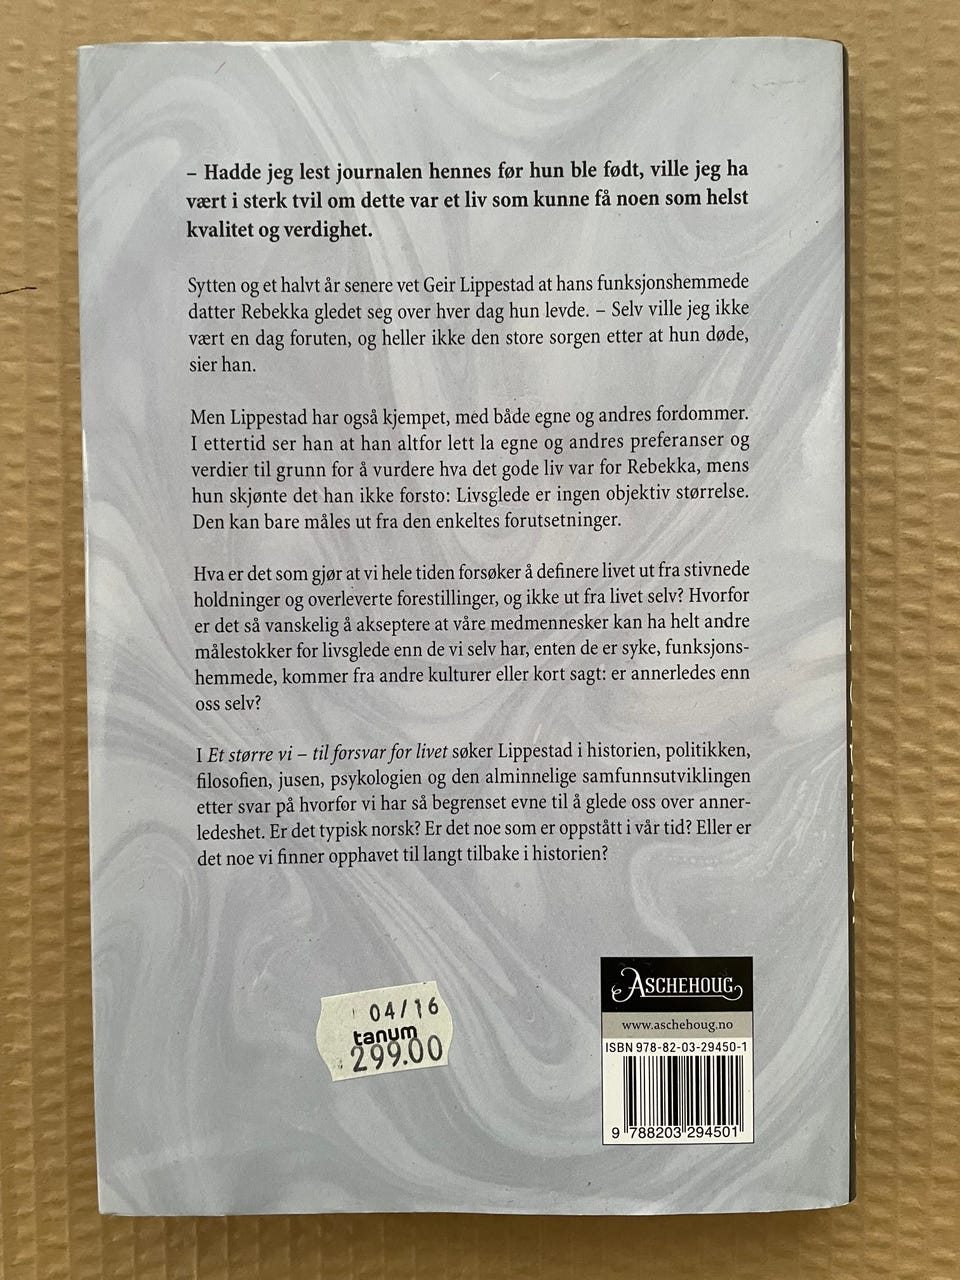 – Hadde jeg lest journalen hennes før hun ble født, ville jeg ha
vært i sterk tvil om dette var et liv som kunne få noen som helst
kvalitet og verdighet.
Sytten og et halvt år senere vet Geir Lippestad at hans funksjonshemmede
datter Rebekka gledet seg over hver dag hun levde. – Selv ville jeg ikke
vært en dag foruten, og heller ikke den store sorgen etter at hun døde,
sier han.
Men Lippestad har også kjempet, med både egne og andres fordommer.
I ettertid ser han at han altfor lett la egne og andres preferanser og
verdier til grunn for å vurdere hva det gode liv var for Rebekka, mens
hun skjønte det han ikke forsto: Livsglede er ingen objektiv størrelse.
Den kan bare måles ut fra den enkeltes forutsetninger.
Hva er det som gjør at vi hele tiden forsøker å definere livet ut fra stivnede
holdninger og overleverte forestillinger, og ikke ut fra livet selv? Hvorfor
er det så vanskelig å akseptere at våre medmennesker kan ha helt andre
målestokker for livsglede enn de vi selv har, enten de er syke, funksjons-
hemmede, kommer fra andre kulturer eller kort sagt: er annerledes enn
oss selv?
I Et større vi – til forsvar for livet søker Lippestad i historien, politikken,
filosofien, jusen, psykologien og den alminnelige samfunnsutviklingen
etter svar på hvorfor vi har så begrenset evne til å glede oss over anner-
ledeshet. Er det typisk norsk? Er det noe som er oppstått i vår tid? Eller er
det noe vi finner opphavet til langt tilbake i historien?
04/16
tanum
299.00
ASCHEHOUG
www.aschehoug.no
ISBN 978-82-03-29450-1
9 788203 294501